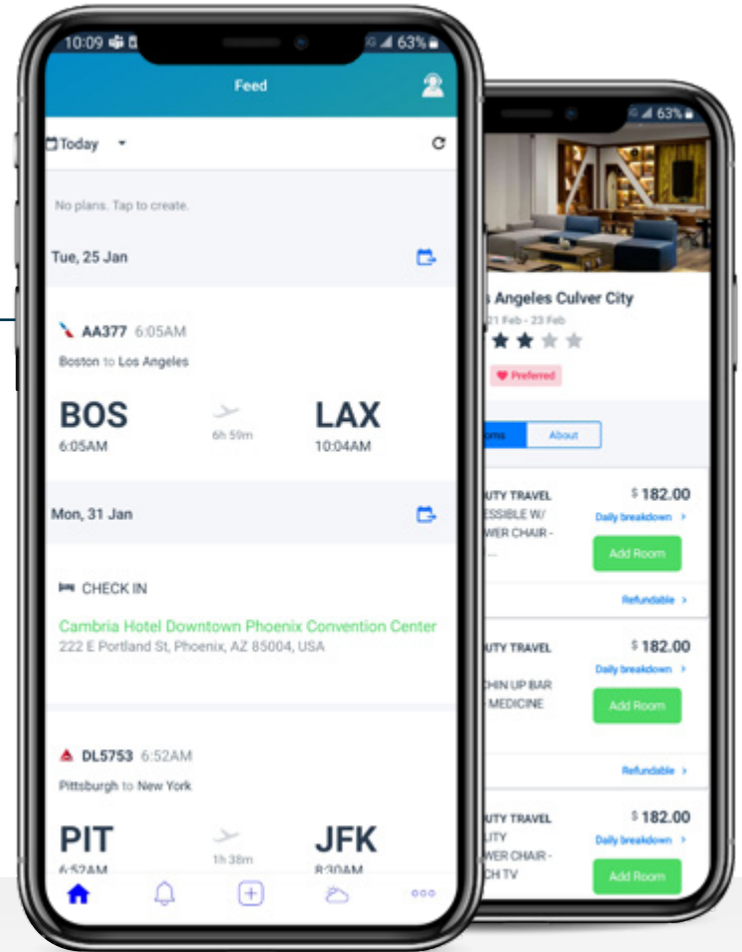 10:09
63%
Feed
Today
No plans. Tap to create.
Tue, 25 Jan
AA377 6:05AM
Boston to Los Angeles
BOS
LAX
6:05AM
6h 59m
10:04AM
Mon, 31 Jan
CHECK IN
Cambria Hotel Downtown Phoenix Convention Center
222 E Portland St, Phoenix, AZ 85004, USA
DL5753 6:52AM
Pittsburgh to New York
PIT
JFK
6:52AM
1h 38m
8:30AM
63%
Angeles Culver City
21 Feb - 23 Feb
Preferred
oms
About
UTY TRAVEL
$ 182.00
ESSIBLE W/
Daily breakdown >
WER CHAIR -
...
Add Room
Refundable >
UTY TRAVEL
$ 182.00
Daily breakdown >
CHIN UP BAR
MEDICINE
Add Room
Refundable >
UTY TRAVEL
$ 182.00
LITY
Daily breakdown >
WER CHAIR -
CH TV
Add Room